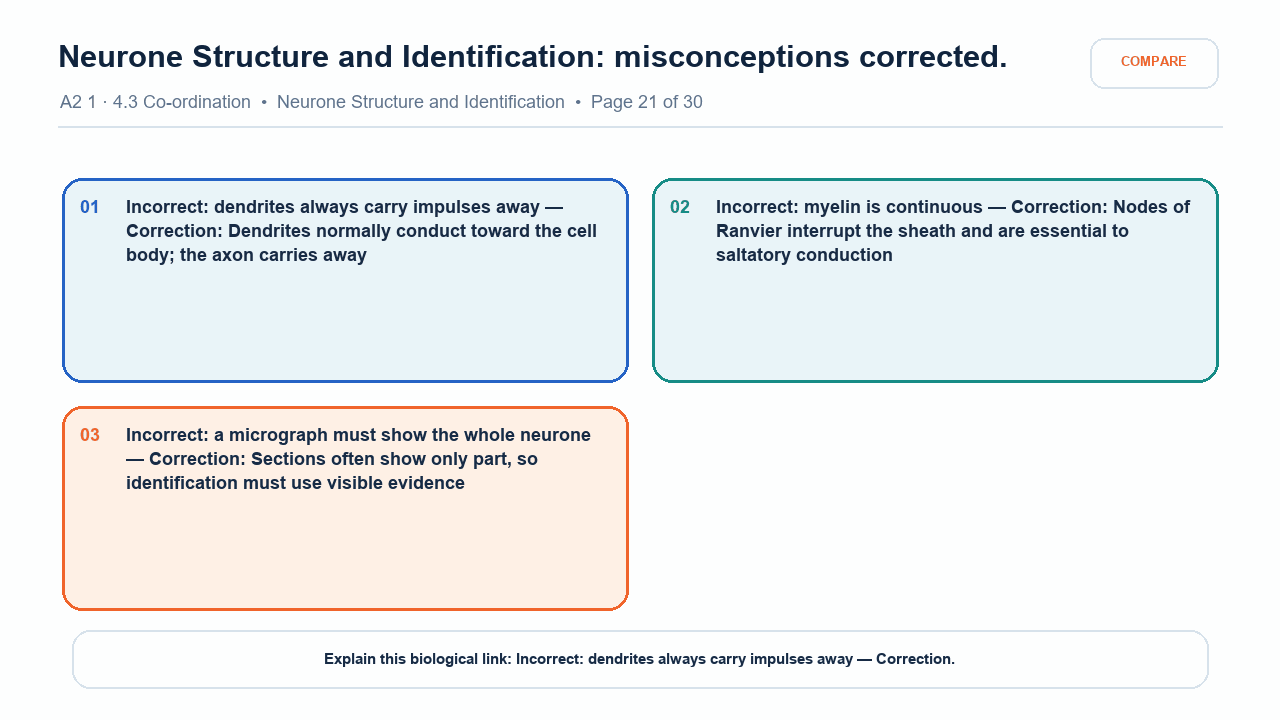 Neurone Structure and Identification: misconceptions corrected.
COMPARE
A2 1 · 4.3 Co-ordination • Neurone Structure and Identification • Page 21 of 30
01
Incorrect: dendrites always carry impulses away —
Correction: Dendrites normally conduct toward the cell
body; the axon carries away
02
Incorrect: myelin is continuous — Correction: Nodes of
Ranvier interrupt the sheath and are essential to
saltatory conduction
03
Incorrect: a micrograph must show the whole neurone
— Correction: Sections often show only part, so
identification must use visible evidence
Explain this biological link: Incorrect: dendrites always carry impulses away — Correction.